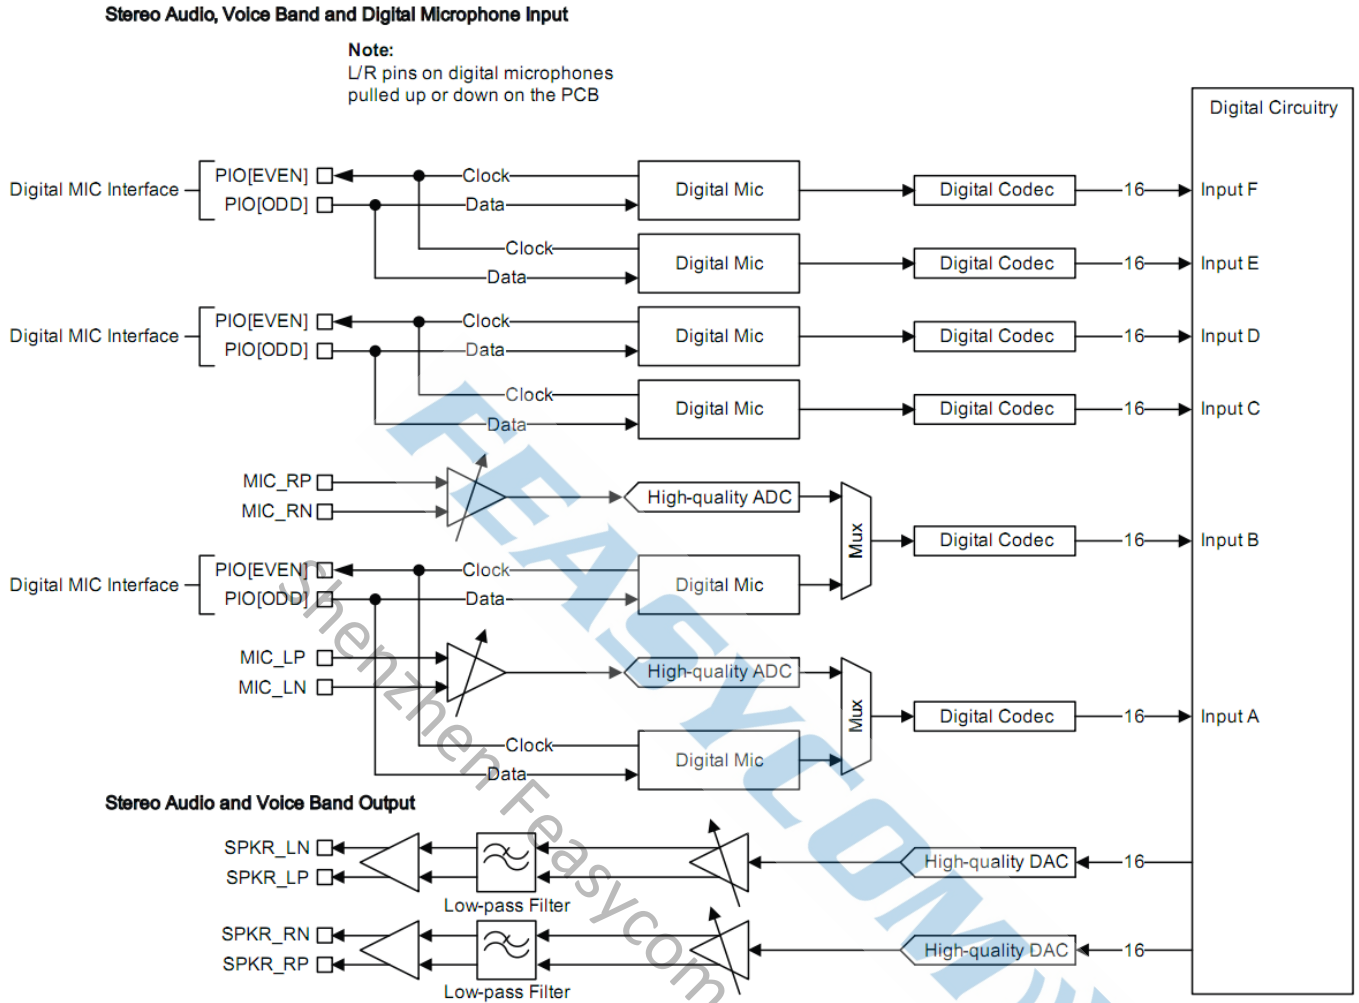 Stereo Audio, Voice Band and Digital Microphone Input
Note:
L/R pins on digital microphones
pulled up or down on the PCB
Digital Circuitry
Digital MIC Interface
PIO[EVEN]
Clock
Digital Mic
Digital Codec
16
Input F
PIO[ODD]
Data
Clock
Data
Digital Mic
Digital Codec
16
Input E
Digital MIC Interface
PIO[EVEN]
Clock
Digital Mic
Digital Codec
16
Input D
PIO[ODD]
Data
Clock
Data
Digital Mic
Digital Codec
16
Input C
MIC_RP
MIC_RN
High-quality ADC
Mux
Digital Codec
16
Input B
Digital MIC Interface
PIO[EVEN]
Clock
Digital Mic
PIO[ODD]
Data
MIC_LP
MIC_LN
High-quality ADC
Mux
Digital Codec
16
Input A
Clock
Data
Digital Mic
Stereo Audio and Voice Band Output
SPKR_LN
SPKR_LP
Low-pass Filter
High-quality DAC
16
SPKR_RN
SPKR_RP
Low-pass Filter
High-quality DAC
16
FEASYCOM
Shenzhen Feasycom